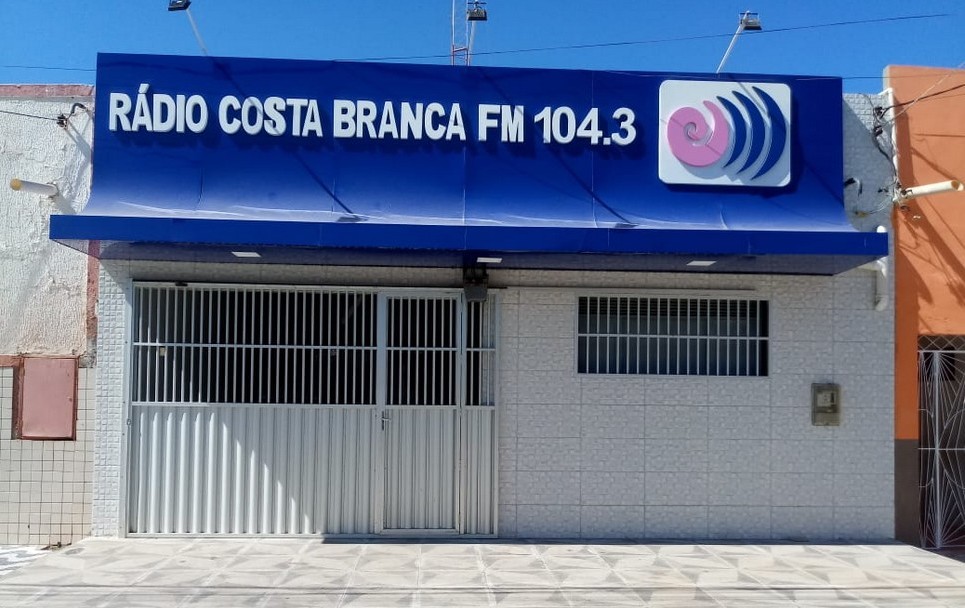 RÁDIO COSTA BRANCA FM 104.3